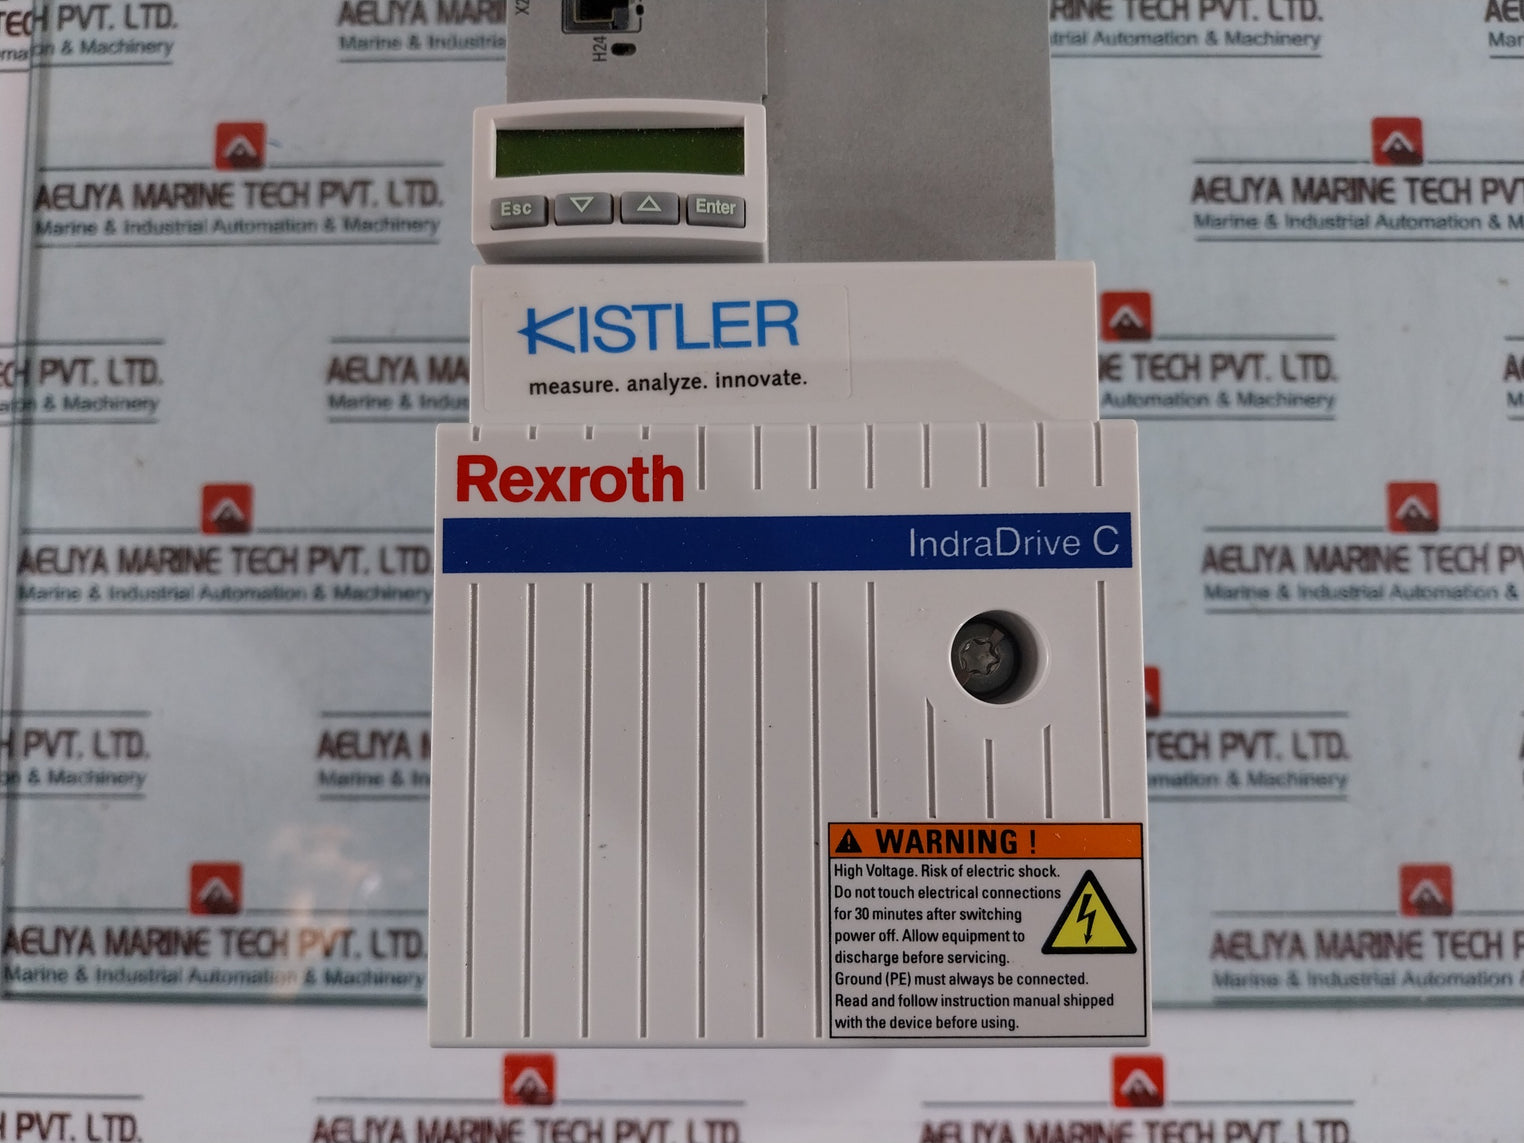 AELIYA MARINE TECH PVT. LTD.
Marine & Industrial Automation & Machinery
H24
Esc
Enter
KISTLER
measure. analyze. innovate.
Rexroth
IndraDrive C
WARNING !
High Voltage. Risk of electric shock.
Do not touch electrical connections
for 30 minutes after switching
power off. Allow equipment to
discharge before servicing.
Ground (PE) must always be connected.
Read and follow instruction manual shipped
with the device before using.